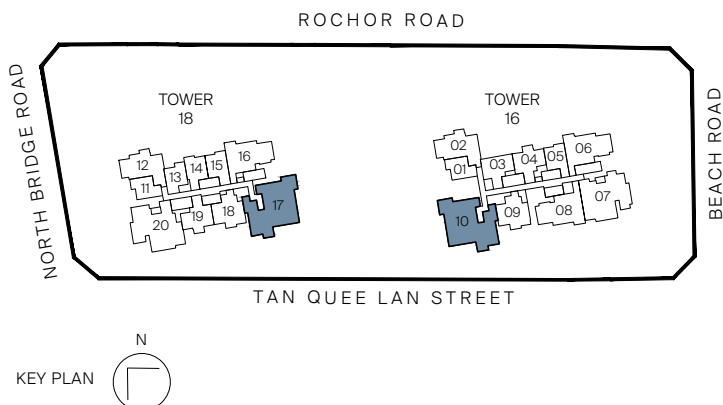 ROCHOR ROAD
NORTH BRIDGE ROAD
BEACH ROAD
TOWER
18
TOWER
16
12
11
13
14
15
16
17
18
19
20
02
01
03
04
05
06
07
08
09
10
TAN QUEE LAN STREET
N
KEY PLAN